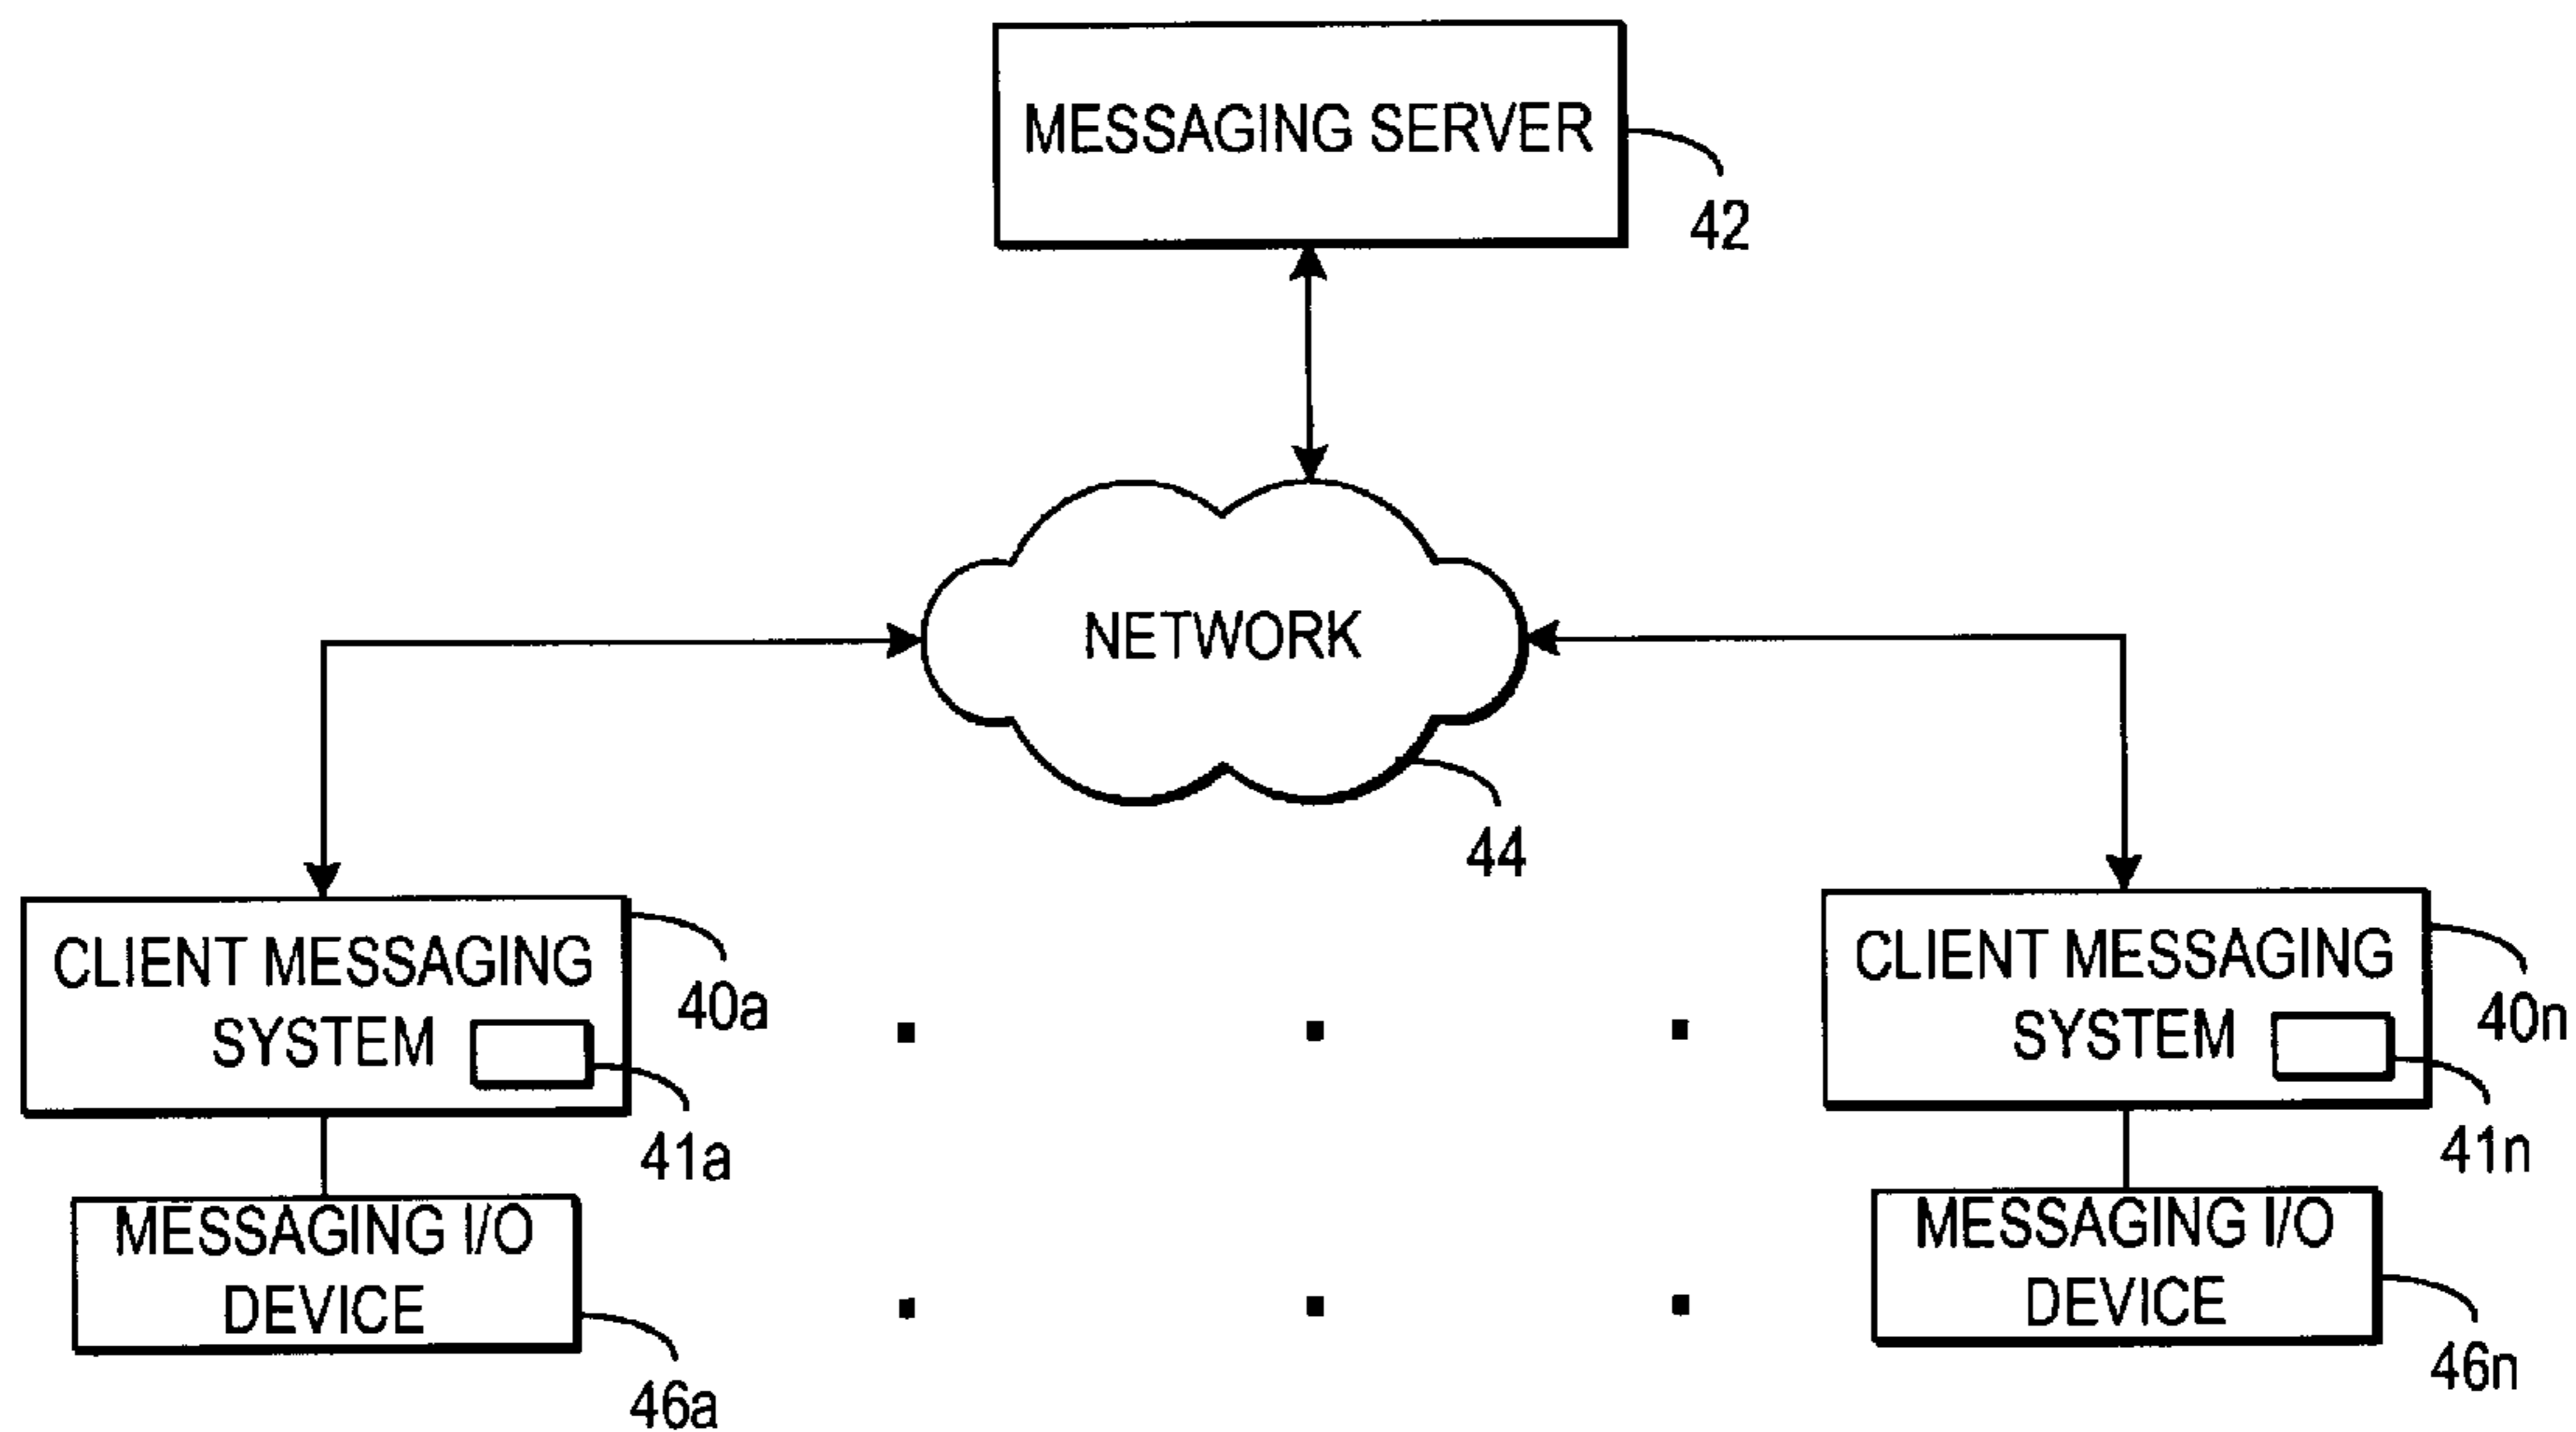 MESSAGING SERVER
42
NETWORK
44
CLIENT MESSAGING
SYSTEM
40a
41a
MESSAGING I/O
DEVICE
46a
CLIENT MESSAGING
SYSTEM
40n
41n
MESSAGING I/O
DEVICE
46n